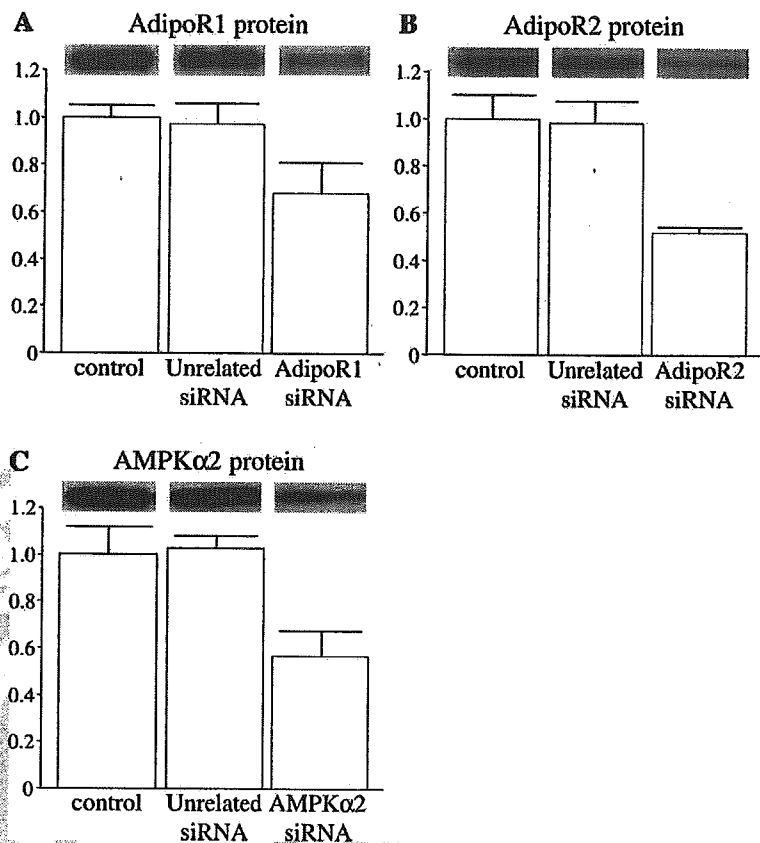 A
AdipoR1 protein
1.2
1.0
0.8
0.6
0.4
0.2
0
control
Unrelated siRNA
AdipoR1 siRNA
B
AdipoR2 protein
1.2
1.0
0.8
0.6
0.4
0.2
0
control
Unrelated siRNA
AdipoR2 siRNA
C
AMPKα2 protein
1.2
1.0
0.8
0.6
0.4
0.2
0
control
Unrelated siRNA
AMPKα2 siRNA